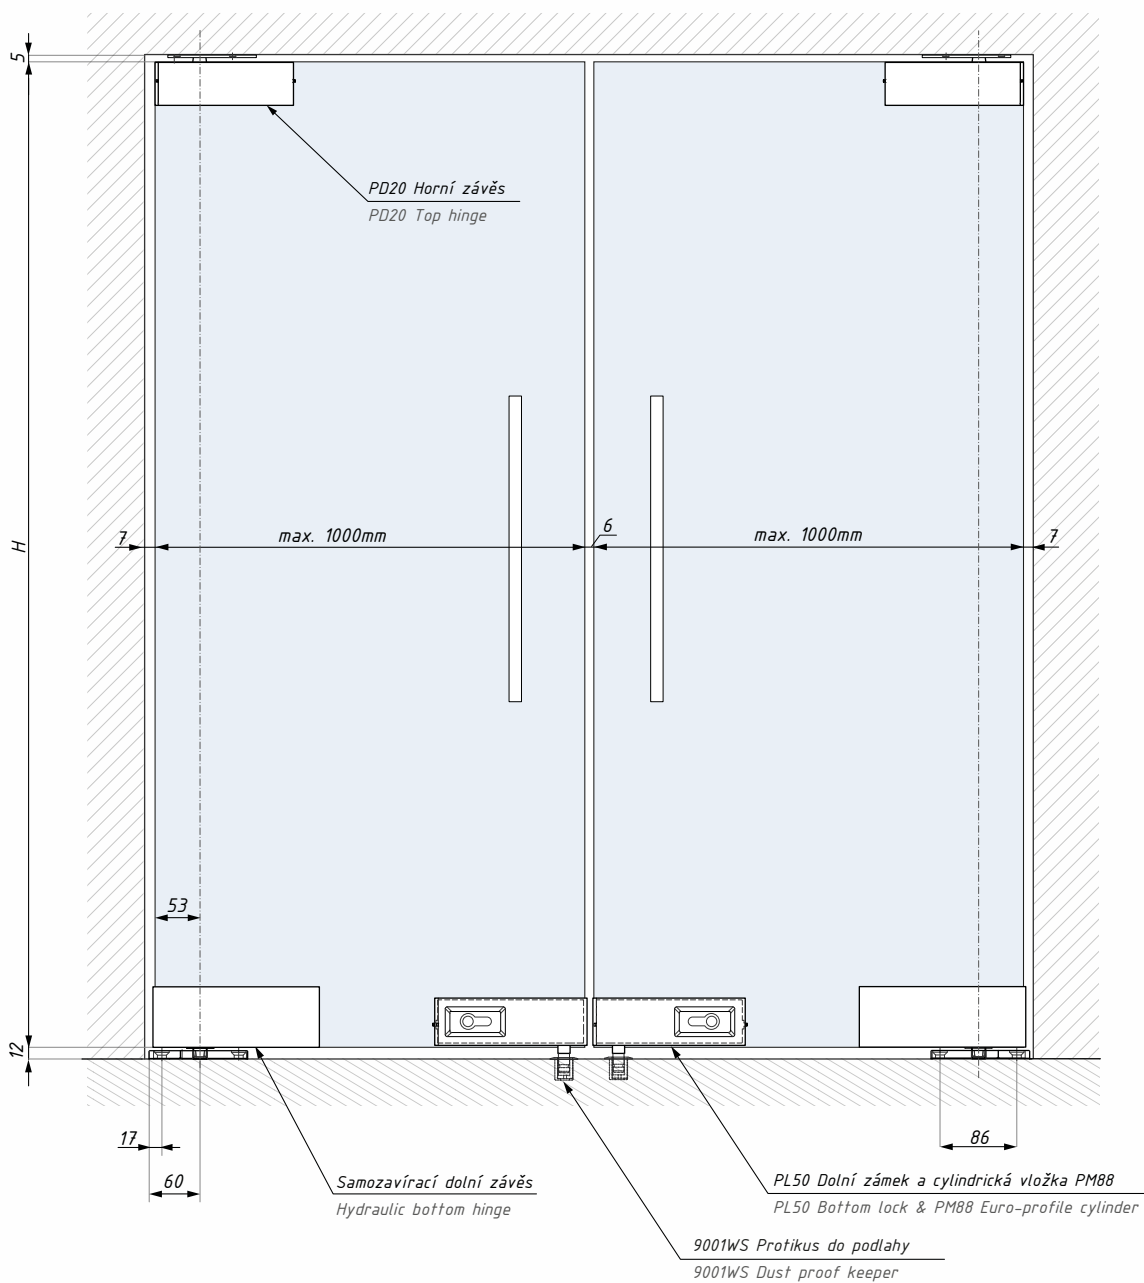 5
PD20 Horní závěs
PD20 Top hinge
H
7
max. 1000mm
6
max. 1000mm
7
53
12
17
60
86
Samozavírací dolní závěs
Hydraulic bottom hinge
PL50 Dolní zámek a cylindrická vložka PM88
PL50 Bottom lock & PM88 Euro-profile cylinder
9001WS Protikus do podlahy
9001WS Dust proof keeper